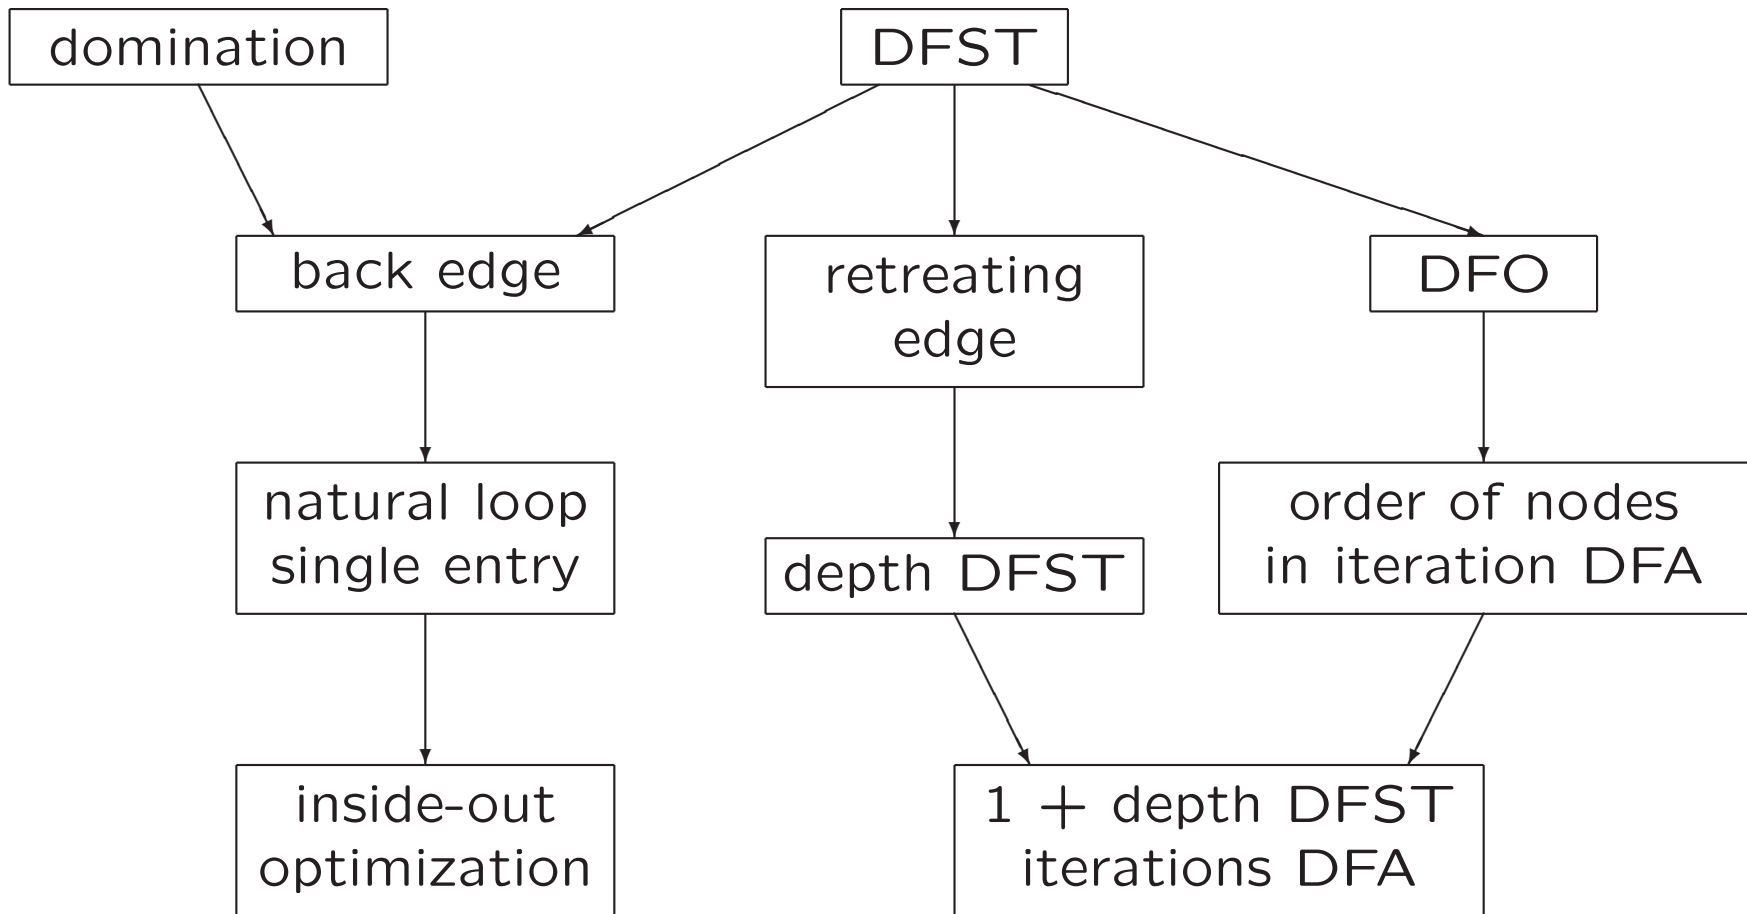 domination
DFST
back edge
retreating
edge
DFO
natural loop
single entry
depth DFST
order of nodes
in iteration DFA
inside-out
optimization
1 + depth DFST
iterations DFA